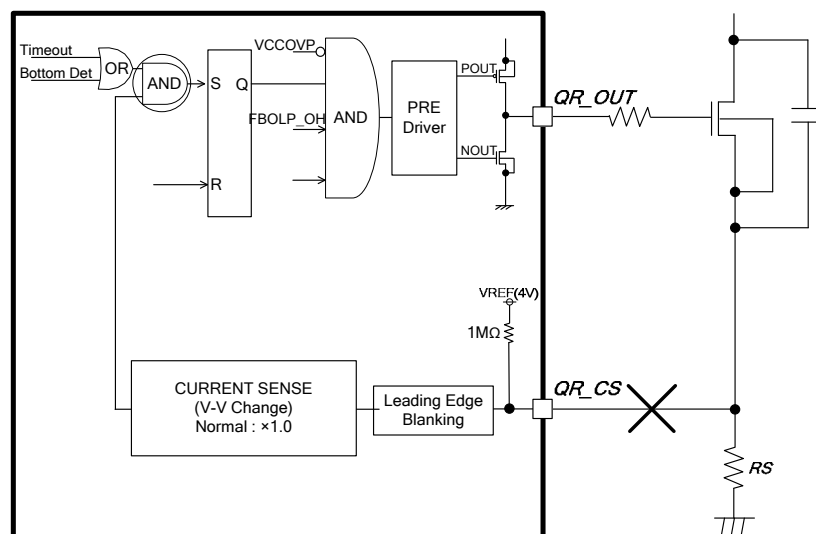 Timeout
Bottom Det
OR
AND
S
Q
R
VCCOVP
FBOLP_OH
AND
PRE
Driver
POUT
NOUT
QR_OUT
VREF(4V)
1MΩ
CURRENT SENSE
(V-V Change)
Normal : ×1.0
Leading Edge
Blanking
QR_CS
RS